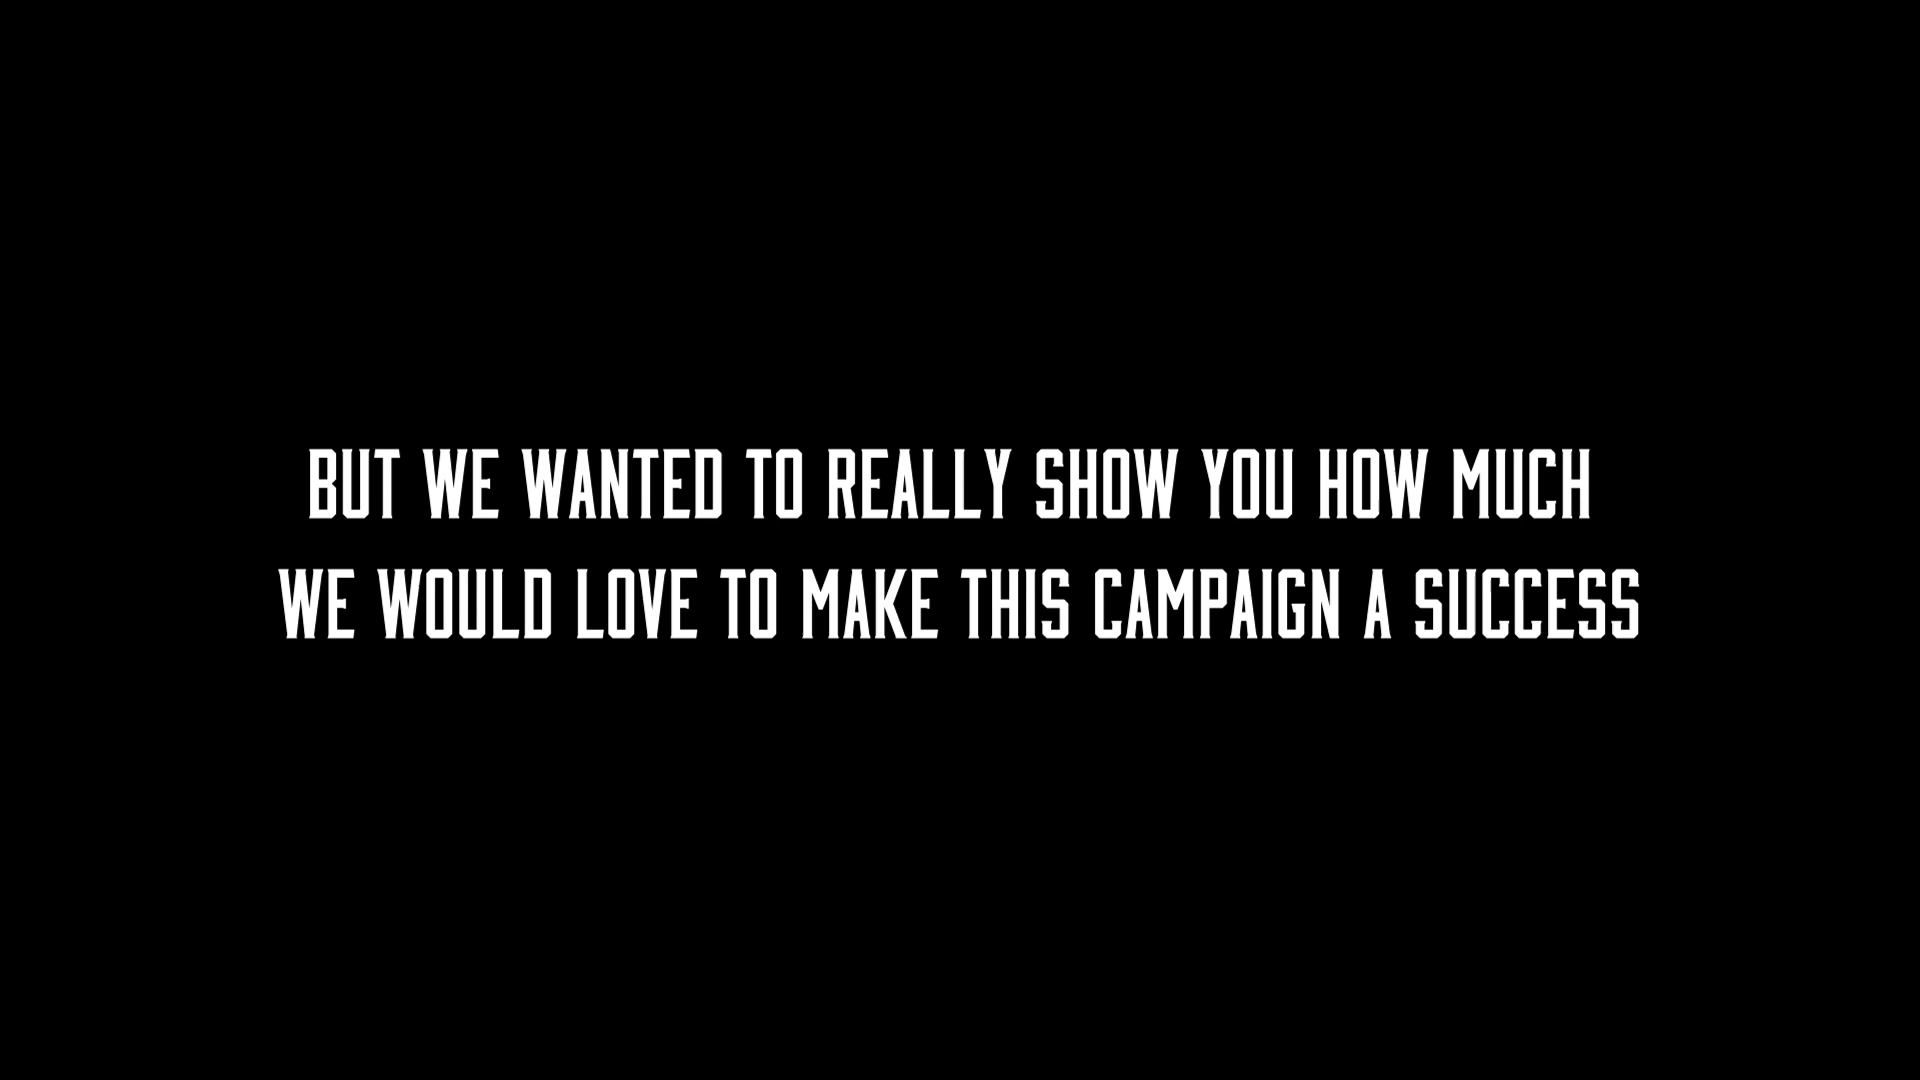 BUT WE WANTED TO REALLY SHOW YOU HOW MUCH
WE WOULD LOVE TO MAKE THIS CAMPAIGN A SUCCESS